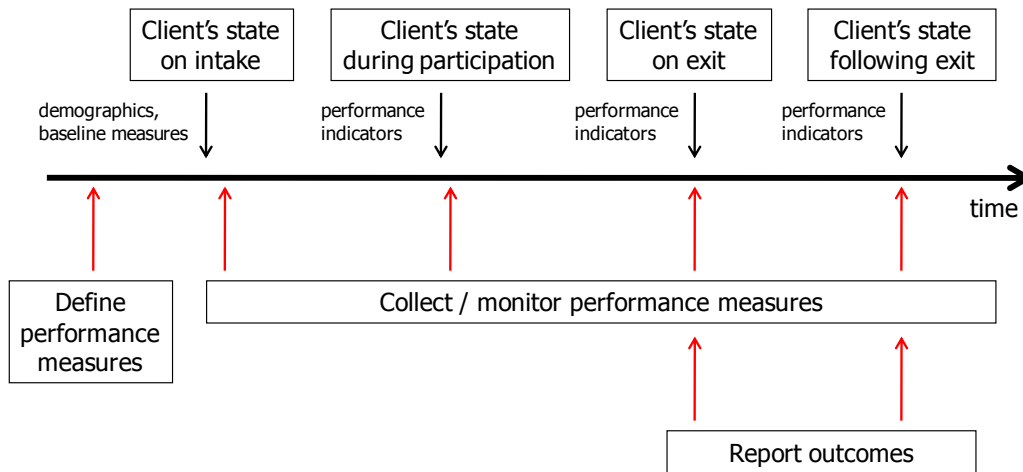 Client's state
on intake
Client's state
during participation
Client's state
on exit
Client's state
following exit
demographics,
baseline measures
performance
indicators
performance
indicators
performance
indicators
time
Define
performance
measures
Collect / monitor performance measures
Report outcomes